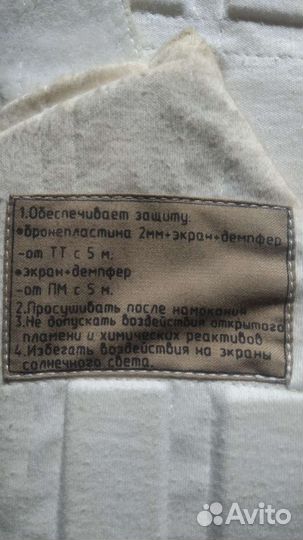 1.Обеспечивает защиту:
•бронепластина 2мм+экран+демпфер
-от ТТ с 5 м.
•экран+демпфер
-от ПМ с 5 м.
2.Просушивать после намокания
3.Не допускать воздействия открытого
пламени и химических реактивов
4.Избегать воздействия на экраны
солнечного света.
Avito